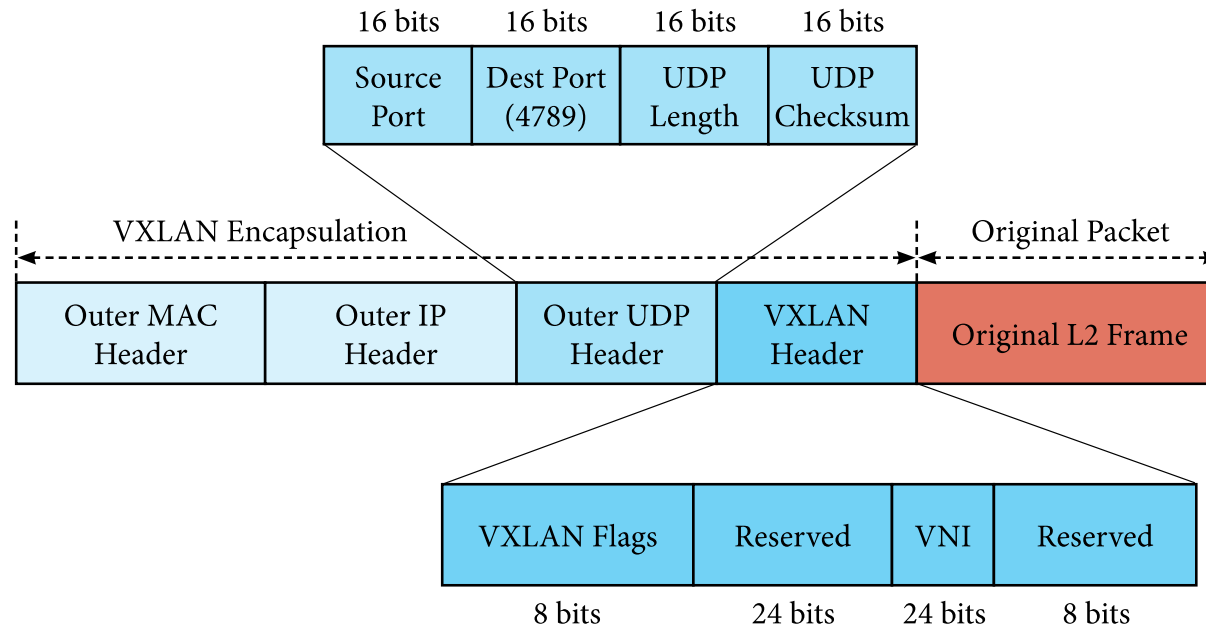 16 bits 16 bits 16 bits 16 bits
Source Port
Dest Port (4789)
UDP Length
UDP Checksum
VXLAN Encapsulation
Original Packet
Outer MAC Header
Outer IP Header
Outer UDP Header
VXLAN Header
Original L2 Frame
VXLAN Flags
Reserved
VNI
Reserved
8 bits 24 bits 24 bits 8 bits